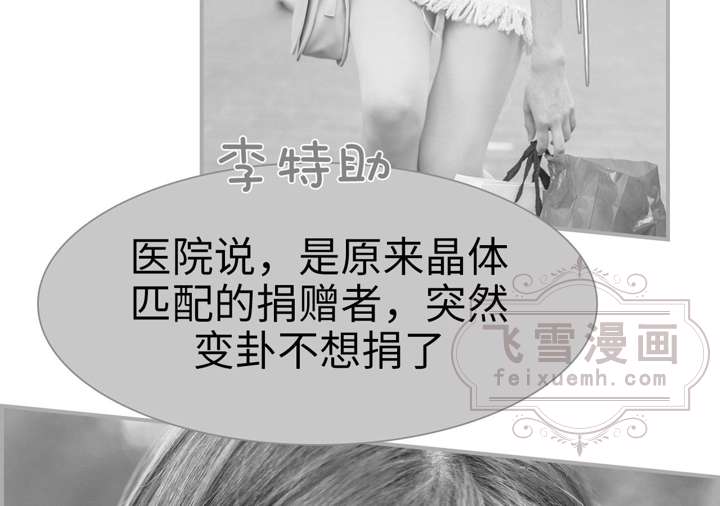 李特助
医院说，是原来晶体
匹配的捐赠者，突然
变卦不想捐了
飞雪漫画
feixuemh.com